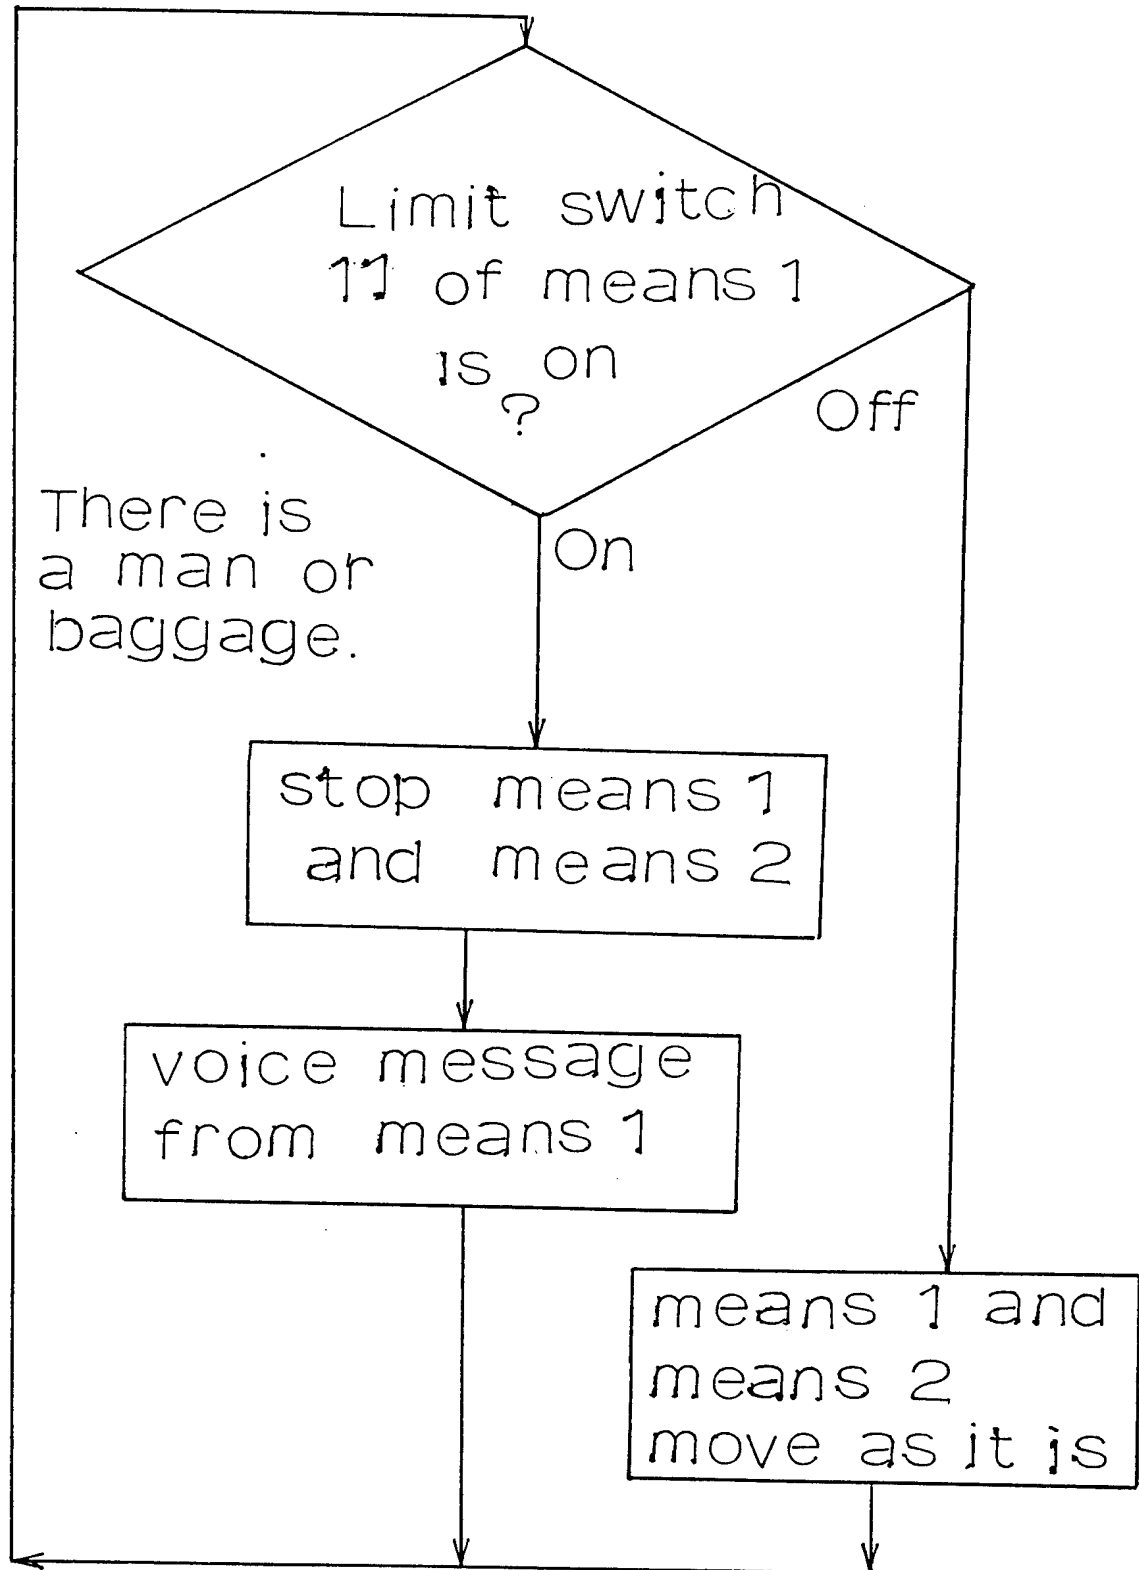 Limit switch
11 of means 1
is on
?
Off
On
There is
a man or
baggage.
stop means 1
and means 2
voice message
from means 1
means 1 and
means 2
move as it is